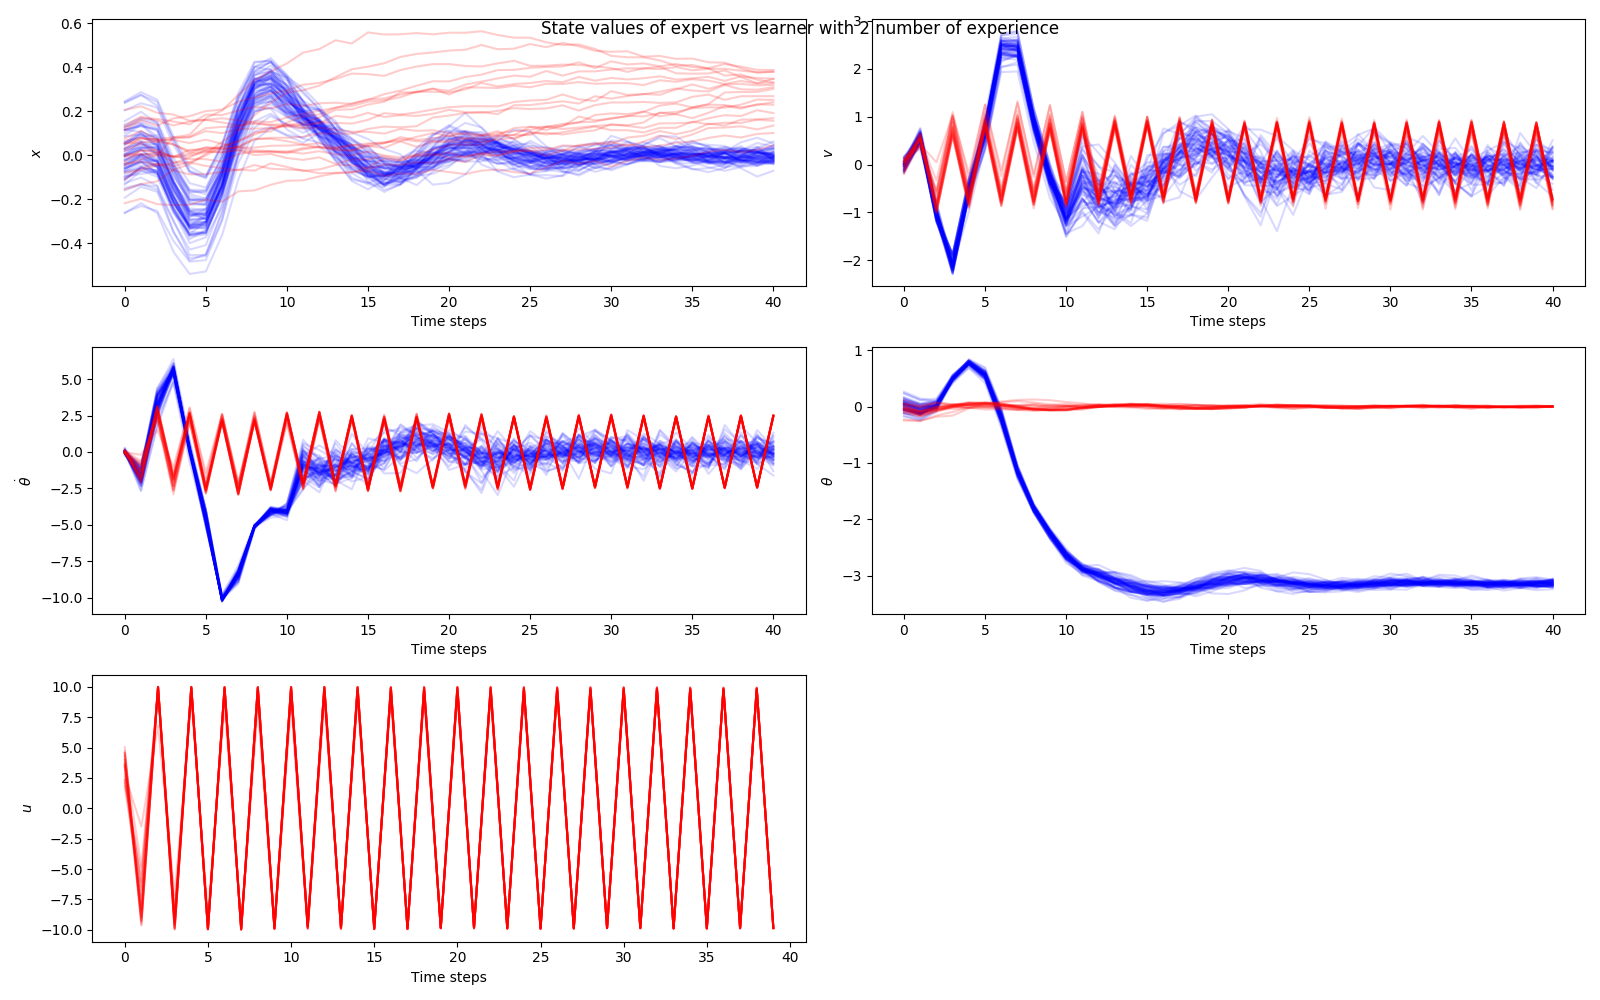 State values of expert vs learner with 2 number of experience
0.6
0.4
0.2
0.0
−0.2
−0.4
x
0 5 10 15 20 25 30 35 40
Time steps
3
2
1
0
−1
−2
v
0 5 10 15 20 25 30 35 40
Time steps
5.0
2.5
0.0
−2.5
−5.0
−7.5
−10.0
θ̇
0 5 10 15 20 25 30 35 40
Time steps
1
0
−1
−2
−3
θ
0 5 10 15 20 25 30 35 40
Time steps
10.0
7.5
5.0
2.5
0.0
−2.5
−5.0
−7.5
−10.0
u
0 5 10 15 20 25 30 35 40
Time steps